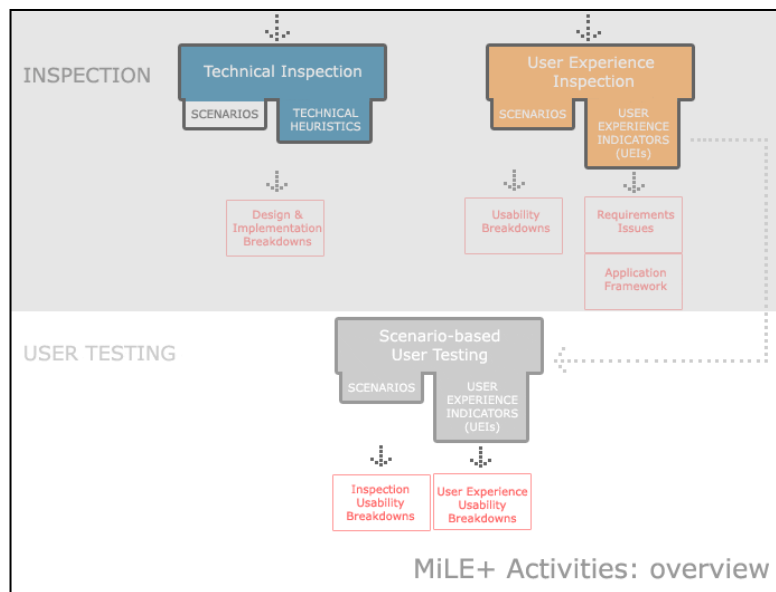 INSPECTION
Technical Inspection
SCENARIOS
TECHNICAL
HEURISTICS
User Experience
Inspection
SCENARIOS
USER
EXPERIENCE
INDICATORS
(UEIs)
Design &
Implementation
Breakdowns
Usability
Breakdowns
Requirements
Issues
Application
Framework
USER TESTING
Scenario-based
User Testing
SCENARIOS
USER
EXPERIENCE
INDICATORS
(UEIs)
Inspection
Usability
Breakdowns
User Experience
Usability
Breakdowns
MiLE+ Activities: overview